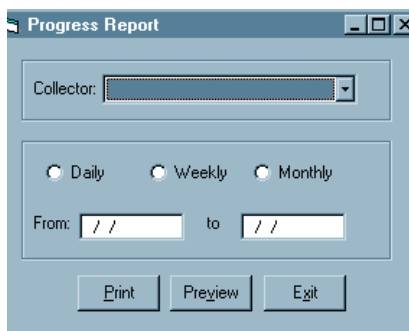 Progress Report
Collector:
Daily Weekly Monthly
From: / / to / /
Print Preview Exit